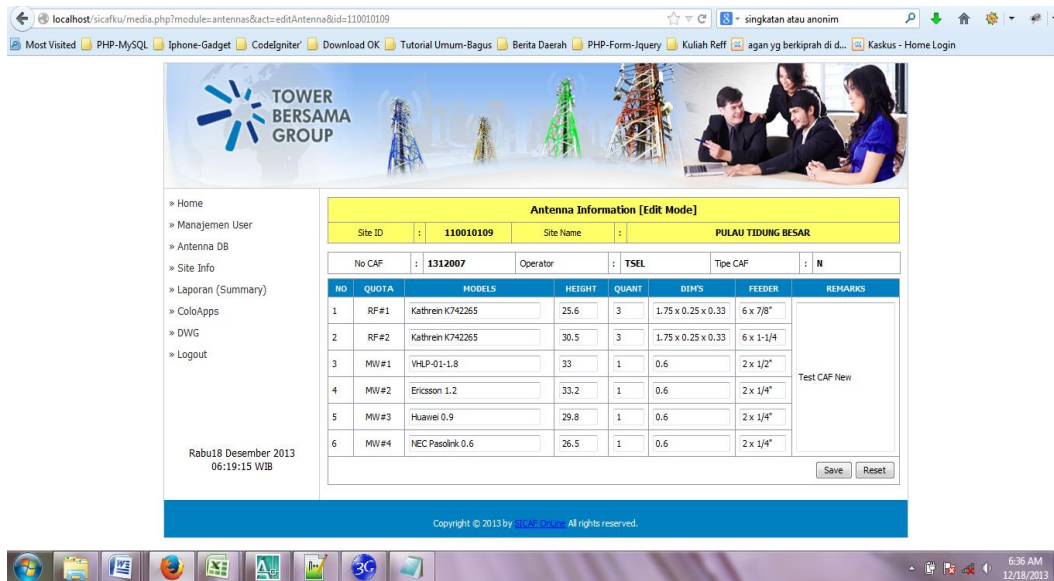 localhost/sicafku/media.php?module=antennas&act=editAntenna&id=110010109
singkatan atau anonim
Most Visited PHP-MySQL Iphone-Gadget CodeIgniter' Download OK Tutorial Umum-Bagus Berita Daerah PHP-Form-Jquery Kuliah Reff agan yg berkiprah di d... Kaskus - Home Login
TOWER
BERSAMA
GROUP
» Home
» Manajemen User
» Antenna DB
» Site Info
» Laporan (Summary)
» ColoApps
» DWG
» Logout
Rabu18 Desember 2013
06:19:15 WIB
Antenna Information [Edit Mode]
Site ID : 110010109 Site Name : PULAU TIDUNG BESAR
No CAF : 1312007 Operator : TSEL Tipe CAF : N
NO QUOTA MODELS HEIGHT QUANT DIM'S FEEDER REMARKS
1 RF#1 Kathrein K742265 25.6 3 1.75 x 0.25 x 0.33 6 x 7/8"
2 RF#2 Kathrein K742265 30.5 3 1.75 x 0.25 x 0.33 6 x 1-1/4
3 MW#1 VHLP-01-1.8 33 1 0.6 2 x 1/2"
Test CAF New
4 MW#2 Ericsson 1.2 33.2 1 0.6 2 x 1/4"
5 MW#3 Huawei 0.9 29.8 1 0.6 2 x 1/4"
6 MW#4 NEC Pasolink 0.6 26.5 1 0.6 2 x 1/4"
Save Reset
Copyright © 2013 by SICAF OnLine All rights reserved.
3G
6:36 AM
12/18/2013